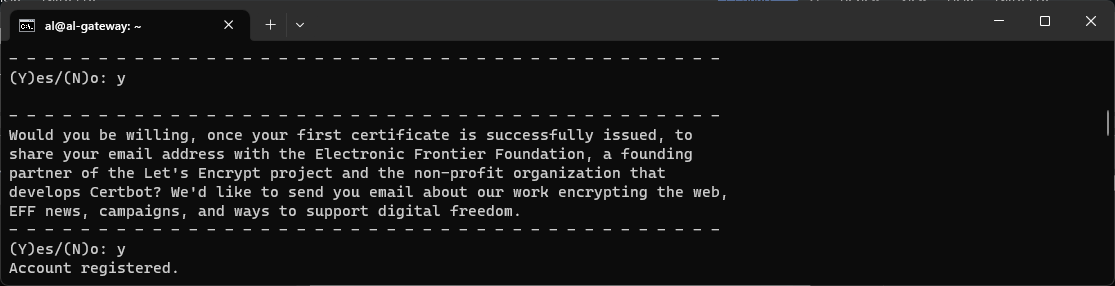 al@al-gateway: ~
- - - - - - - - - - - - - - - - - - - - - - - - - - - - - - - - - - - - - - - -
(Y)es/(N)o: y
- - - - - - - - - - - - - - - - - - - - - - - - - - - - - - - - - - - - - - - -
Would you be willing, once your first certificate is successfully issued, to
share your email address with the Electronic Frontier Foundation, a founding
partner of the Let's Encrypt project and the non-profit organization that
develops Certbot? We'd like to send you email about our work encrypting the web,
EFF news, campaigns, and ways to support digital freedom.
- - - - - - - - - - - - - - - - - - - - - - - - - - - - - - - - - - - - - - - -
(Y)es/(N)o: y
Account registered.